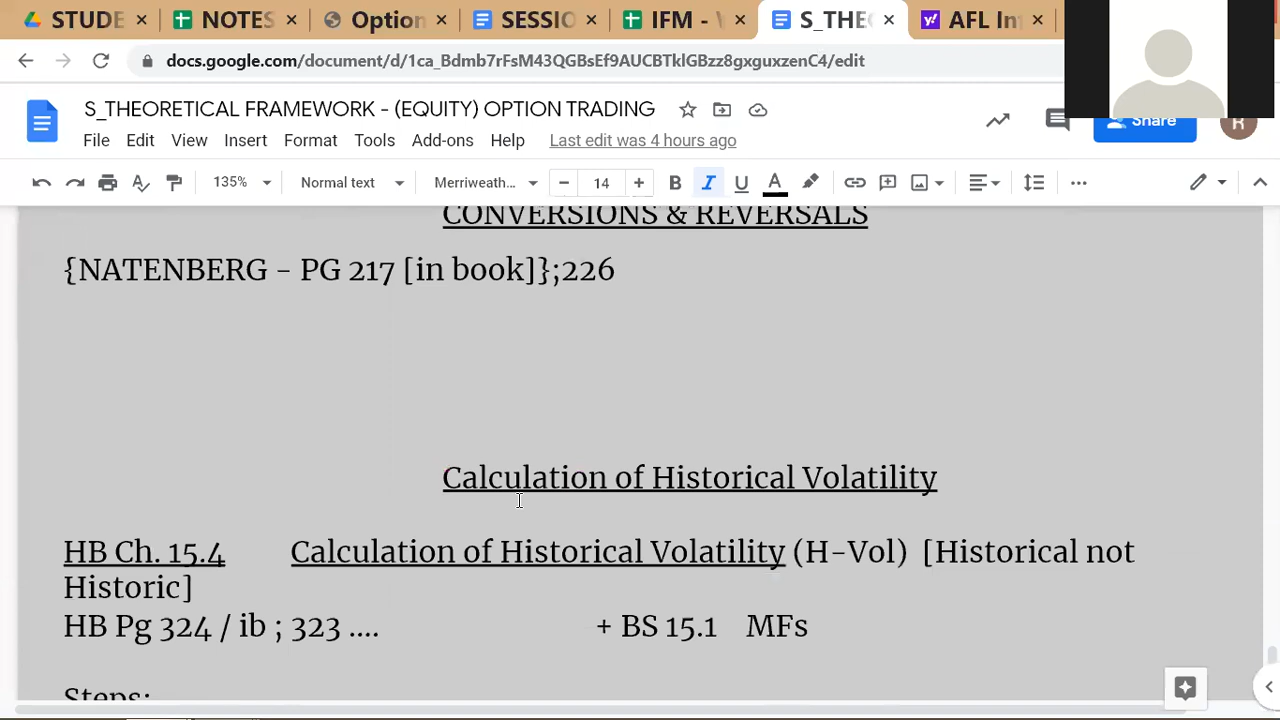 STUDE NOTES Option SESSIO IFM - S_THE AFL In
docs.google.com/document/d/1ca_Bdmb7rFsM43QGBsEf9AUCBTklGBzz8gxguxzenC4/edit
S_THEORETICAL FRAMEWORK - (EQUITY) OPTION TRADING
Share
R
File Edit View Insert Format Tools Add-ons Help Last edit was 4 hours ago
135% Normal text Merriweath... 14 B I U A
CONVERSIONS & REVERSALS
{NATENBERG - PG 217 [in book]};226
Calculation of Historical Volatility
HB Ch. 15.4 Calculation of Historical Volatility (H-Vol) [Historical not
Historic]
HB Pg 324 / ib ; 323 .... + BS 15.1 MFs
Steps: